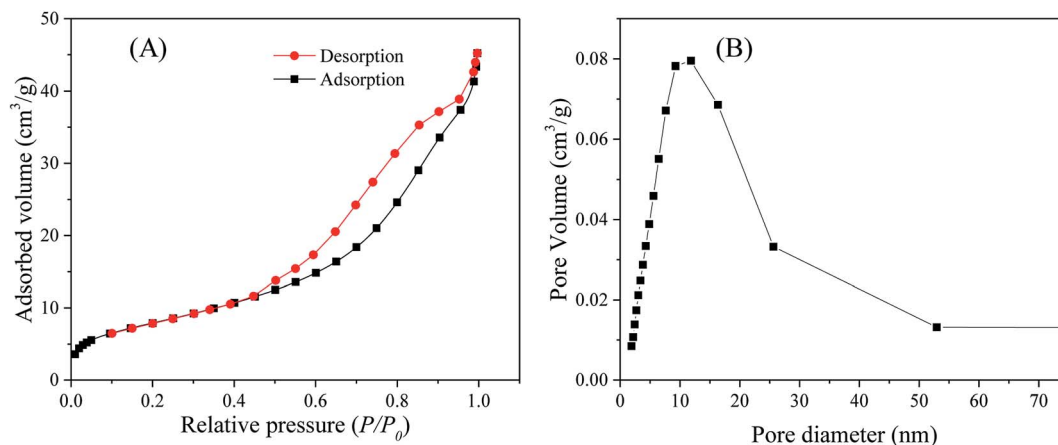 (A)
Desorption
Adsorption
Adsorbed volume (cm³/g)
50
40
30
20
10
0
0.0 0.2 0.4 0.6 0.8 1.0
Relative pressure (P/P₀)
(B)
Pore Volume (cm³/g)
0.08
0.06
0.04
0.02
0.00
0 10 20 30 40 50 60 70
Pore diameter (nm)